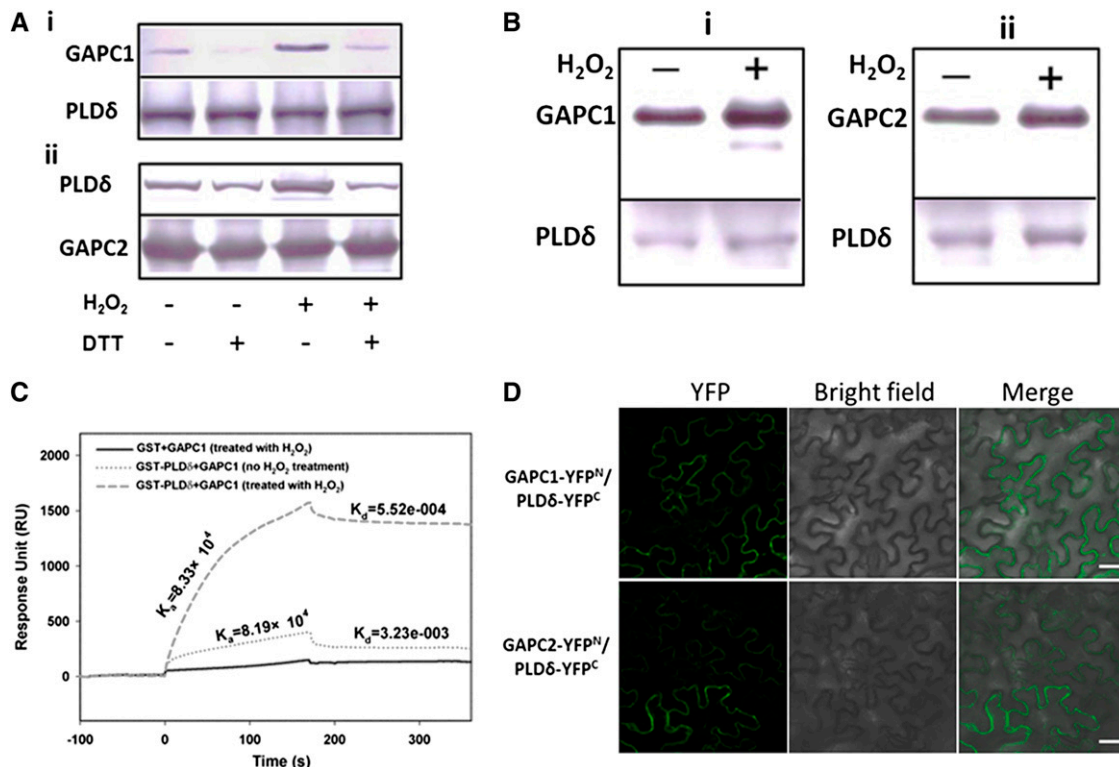 A
i
GAPC1
PLDδ
ii
PLDδ
GAPC2
H₂O₂ - - + +
DTT - + - +
B
i
H₂O₂ — +
GAPC1
PLDδ
ii
H₂O₂ — +
GAPC2
PLDδ
C
GST+GAPC1 (treated with H₂O₂)
GST-PLDδ+GAPC1 (no H₂O₂ treatment)
GST-PLDδ+GAPC1 (treated with H₂O₂)
Response Unit (RU)
2000
1500
1000
500
0
Kₐ=8.33× 10⁴
K_d=5.52e-004
Kₐ=8.19× 10⁴
K_d=3.23e-003
-100 0 100 200 300
Time (s)
D
YFP Bright field Merge
GAPC1-YFPᴺ/
PLDδ-YFPᶜ
GAPC2-YFPᴺ/
PLDδ-YFPᶜ